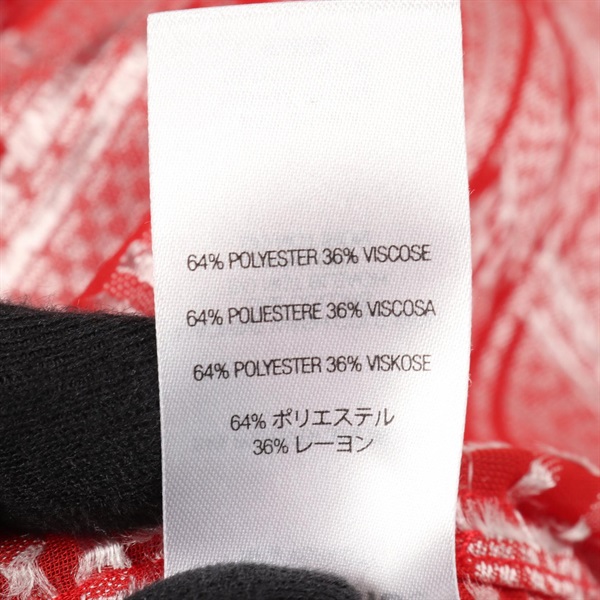 64% POLYESTER 36% VISCOSE
64% POLIESTERE 36% VISCOSA
64% POLYESTER 36% VISKOSE
64% ポリエステル
36% レーヨン